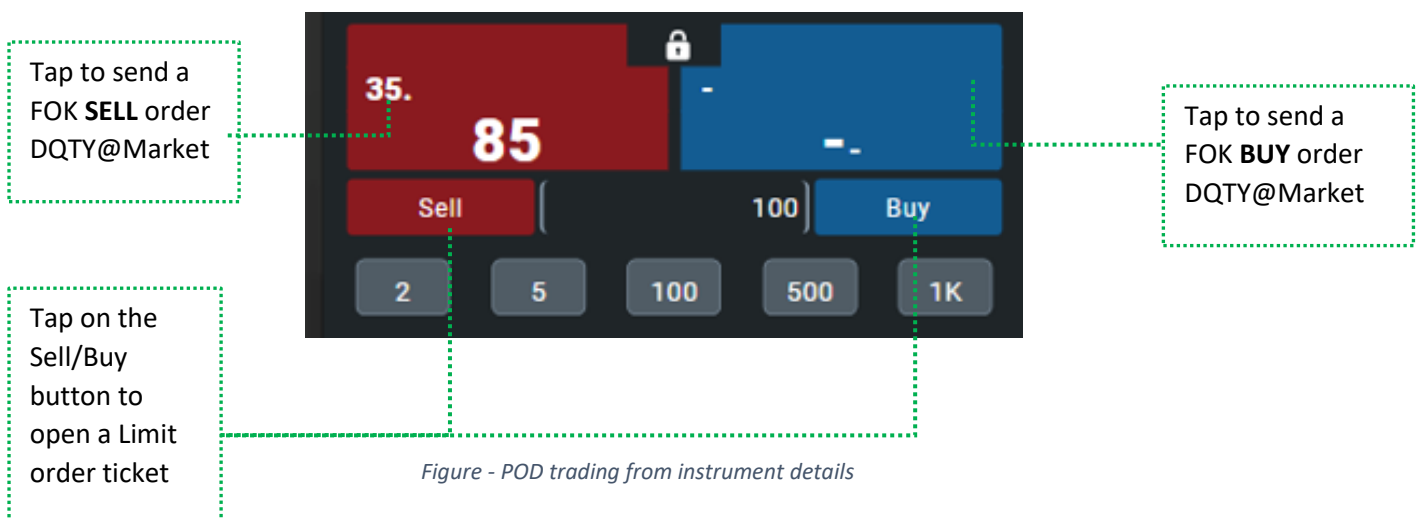 Tap to send a
FOK SELL order
DQTY@Market
35.
85
-
-.-
Tap to send a
FOK BUY order
DQTY@Market
Sell
100
Buy
2
5
100
500
1K
Tap on the
Sell/Buy
button to
open a Limit
order ticket
Figure - POD trading from instrument details